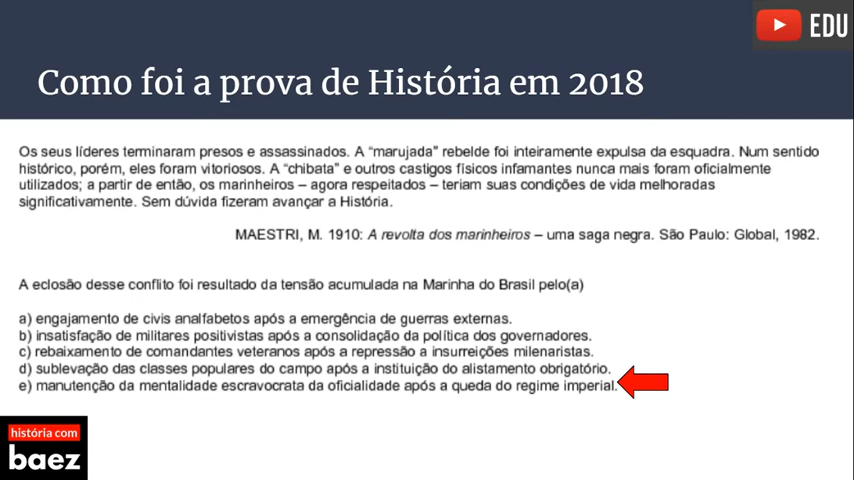 EDU
Como foi a prova de História em 2018
Os seus líderes terminaram presos e assassinados. A “marujada” rebelde foi inteiramente expulsa da esquadra. Num sentido
histórico, porém, eles foram vitoriosos. A “chibata” e outros castigos físicos infamantes nunca mais foram oficialmente
utilizados; a partir de então, os marinheiros – agora respeitados – teriam suas condições de vida melhoradas
significativamente. Sem dúvida fizeram avançar a História.
MAESTRI, M. 1910: A revolta dos marinheiros – uma saga negra. São Paulo: Global, 1982.
A eclosão desse conflito foi resultado da tensão acumulada na Marinha do Brasil pelo(a)
a) engajamento de civis analfabetos após a emergência de guerras externas.
b) insatisfação de militares positivistas após a consolidação da política dos governadores.
c) rebaixamento de comandantes veteranos após a repressão a insurreições milenaristas.
d) sublevação das classes populares do campo após a instituição do alistamento obrigatório.
e) manutenção da mentalidade escravocrata da oficialidade após a queda do regime imperial.
história com
baez